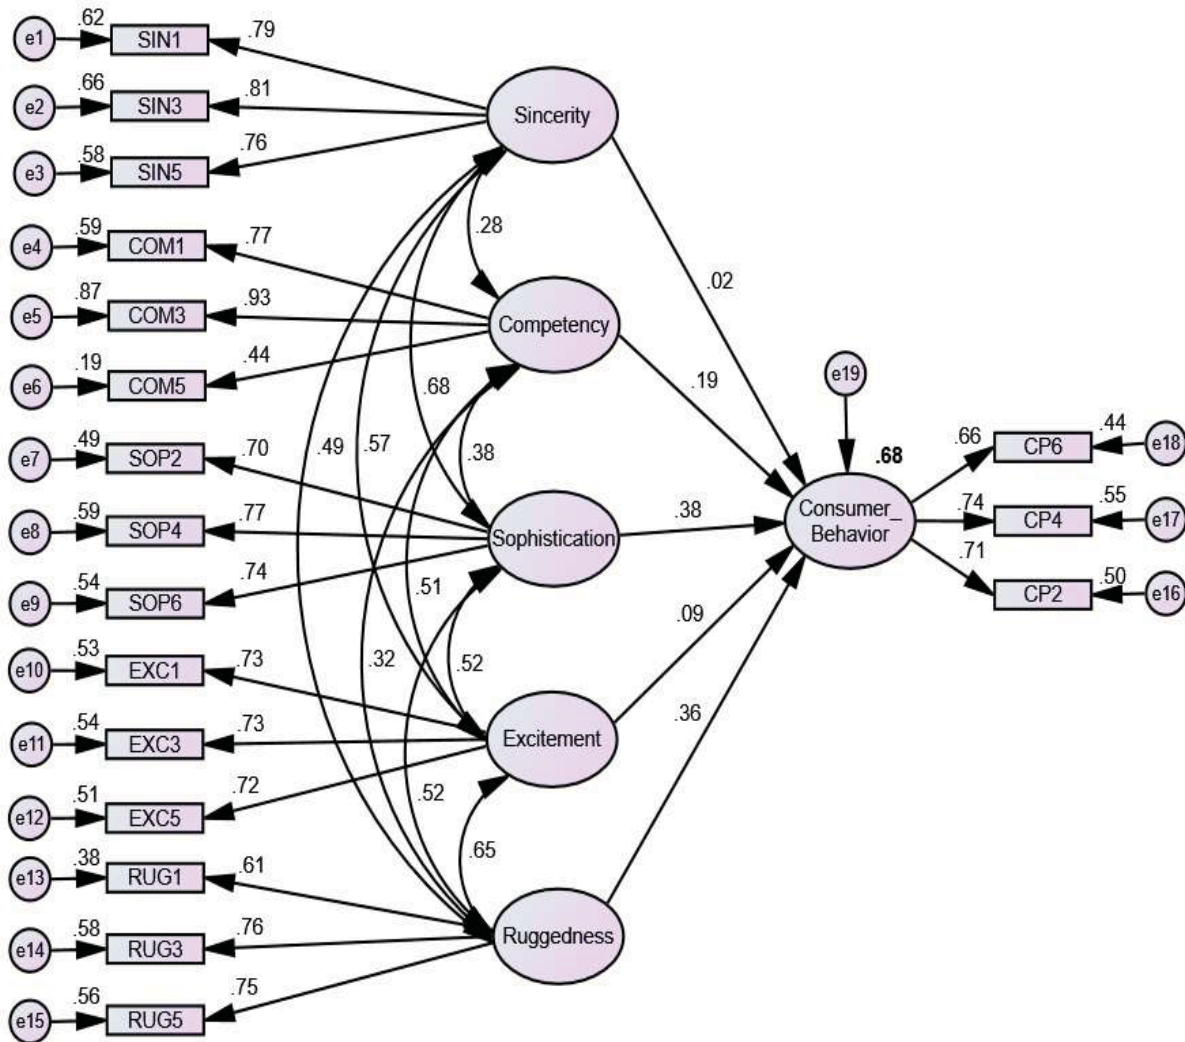 .62
e1
SIN1
.79
.66
e2
SIN3
.81
.58
e3
SIN5
.76
Sincerity
.59
e4
COM1
.77
.28
.02
.87
e5
COM3
.93
Competency
.19
e6
COM5
.44
.68
.19
e19
.49
e7
SOP2
.70
.49
.57
.38
.68
.66
CP6
.44
e18
.59
e8
SOP4
.77
Sophistication
.38
Consumer_
Behavior
.74
CP4
.55
e17
.54
e9
SOP6
.74
.51
.71
CP2
.50
e16
.53
e10
EXC1
.73
.32
.52
.09
.54
e11
EXC3
.73
Excitement
.36
.51
e12
EXC5
.72
.52
.38
e13
RUG1
.61
.65
.58
e14
RUG3
.76
Ruggedness
.56
e15
RUG5
.75